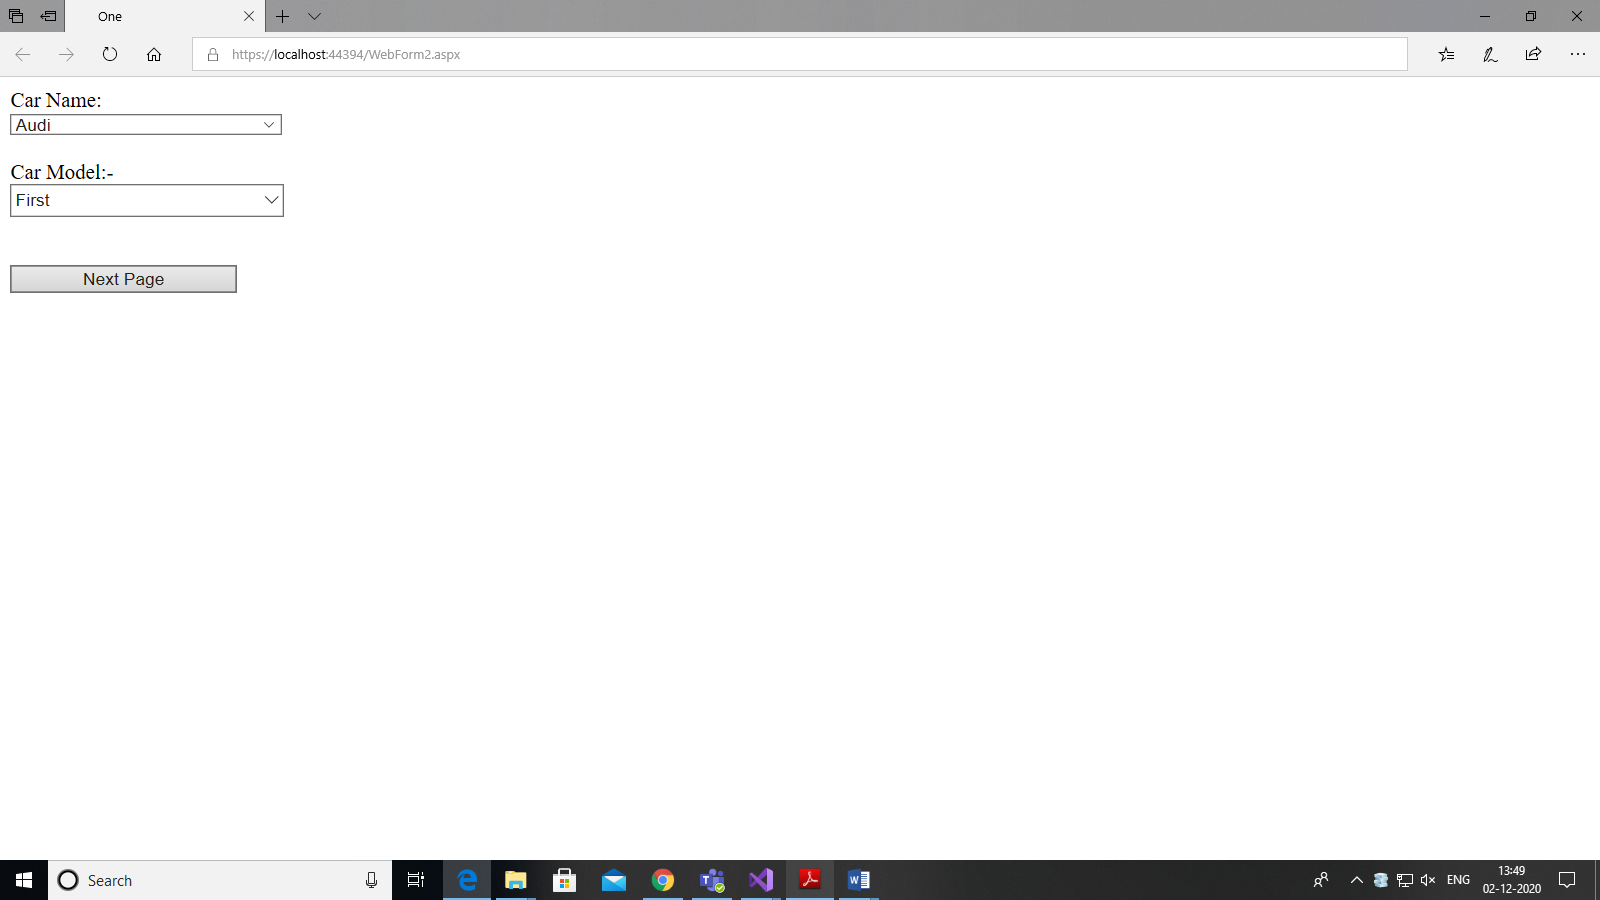 One
https://localhost:44394/WebForm2.aspx
Car Name:
Audi
Car Model:-
First
Next Page
Search
ENG
13:49
02-12-2020